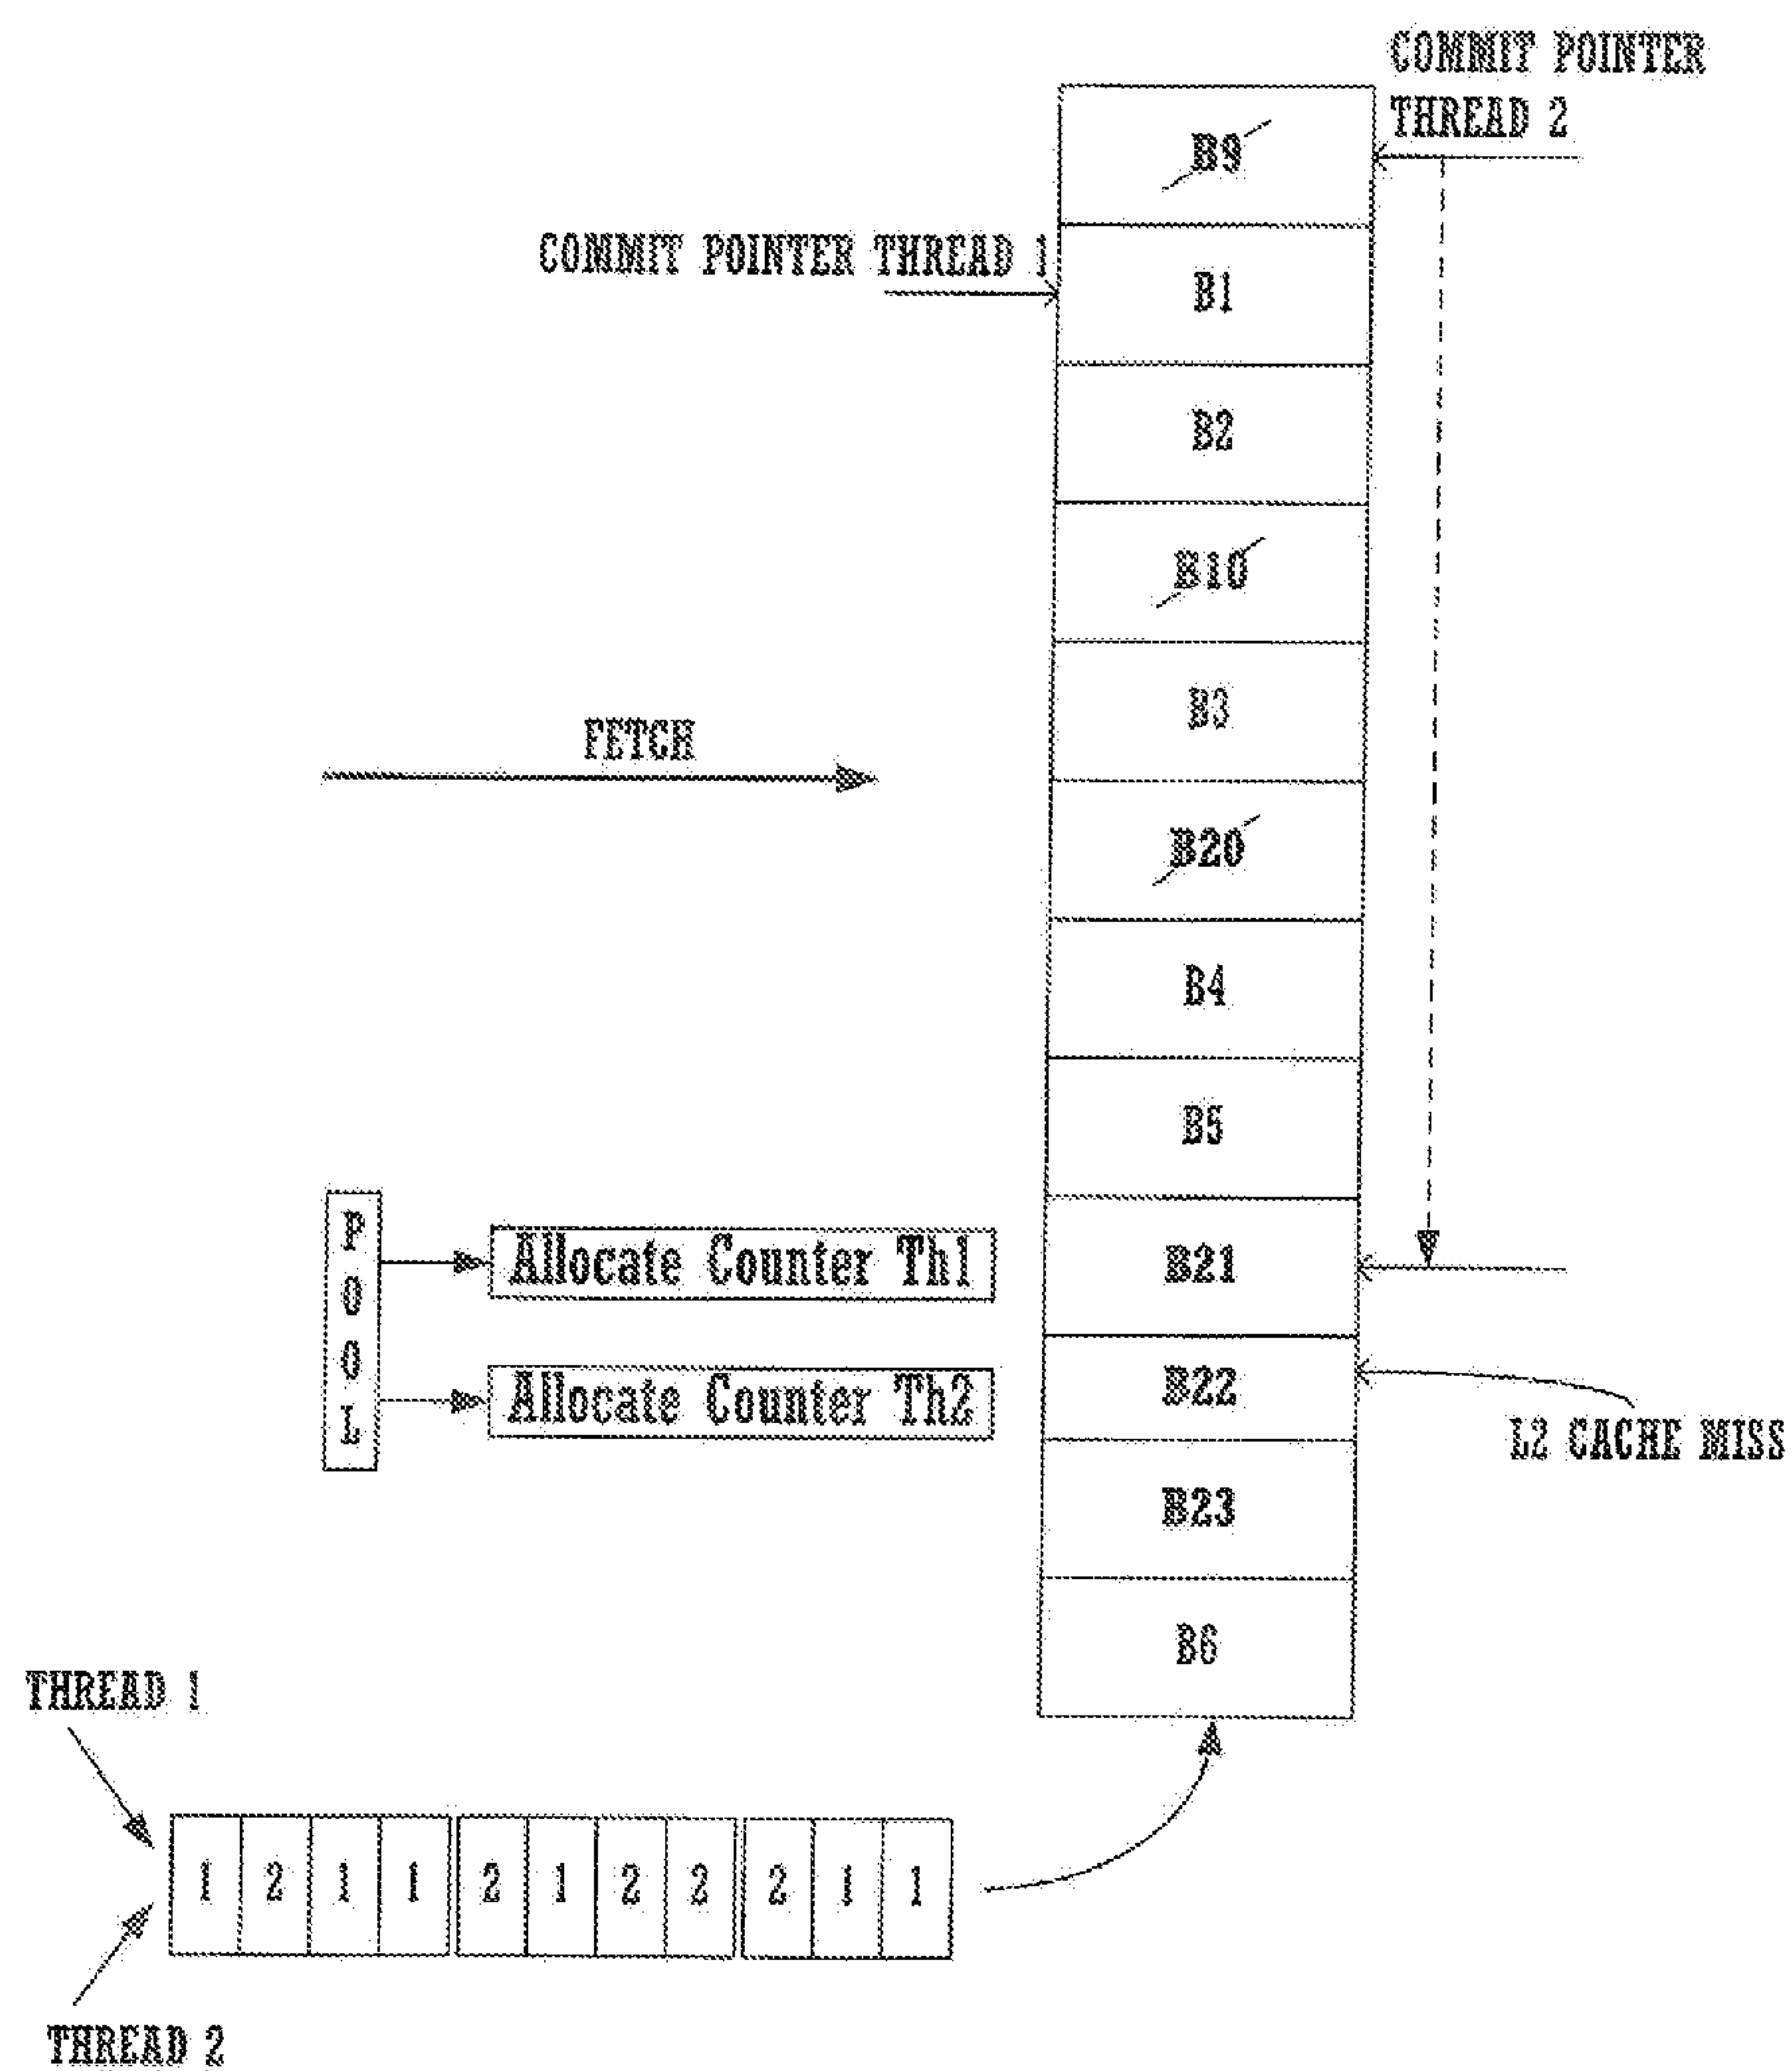 COMMIT POINTER
THREAD 2
B9
COMMIT POINTER THREAD 1
B1
B2
B10
B3
FETCH
B20
B4
B5
POOL
Allocate Counter Th1
B21
Allocate Counter Th2
B22
L2 CACHE MISS
B23
B6
THREAD 1
1 2 1 1 2 1 2 2 2 1 1
THREAD 2